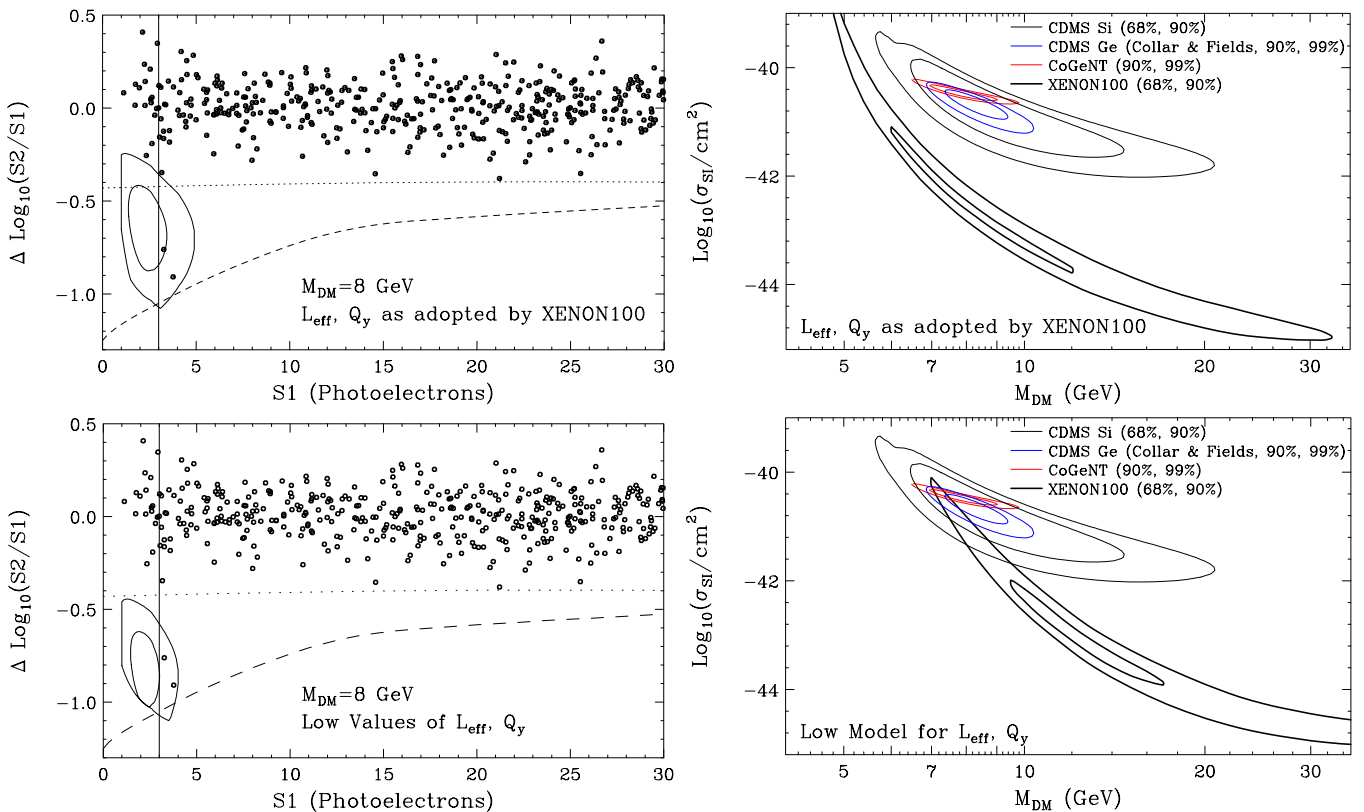 0.5
0.0
−0.5
−1.0
Δ Log10(S2/S1)
M_DM=8 GeV
L_eff, Q_y as adopted by XENON100
0 5 10 15 20 25 30
S1 (Photoelectrons)
CDMS Si (68%, 90%)
CDMS Ge (Collar & Fields, 90%, 99%)
CoGeNT (90%, 99%)
XENON100 (68%, 90%)
−40
−42
−44
Log10(σ_SI/cm²)
L_eff, Q_y as adopted by XENON100
5 7 10 20 30
M_DM (GeV)
0.5
0.0
−0.5
−1.0
Δ Log10(S2/S1)
M_DM=8 GeV
Low Values of L_eff, Q_y
0 5 10 15 20 25 30
S1 (Photoelectrons)
CDMS Si (68%, 90%)
CDMS Ge (Collar & Fields, 90%, 99%)
CoGeNT (90%, 99%)
XENON100 (68%, 90%)
−40
−42
−44
Log10(σ_SI/cm²)
Low Model for L_eff, Q_y
5 7 10 20 30
M_DM (GeV)